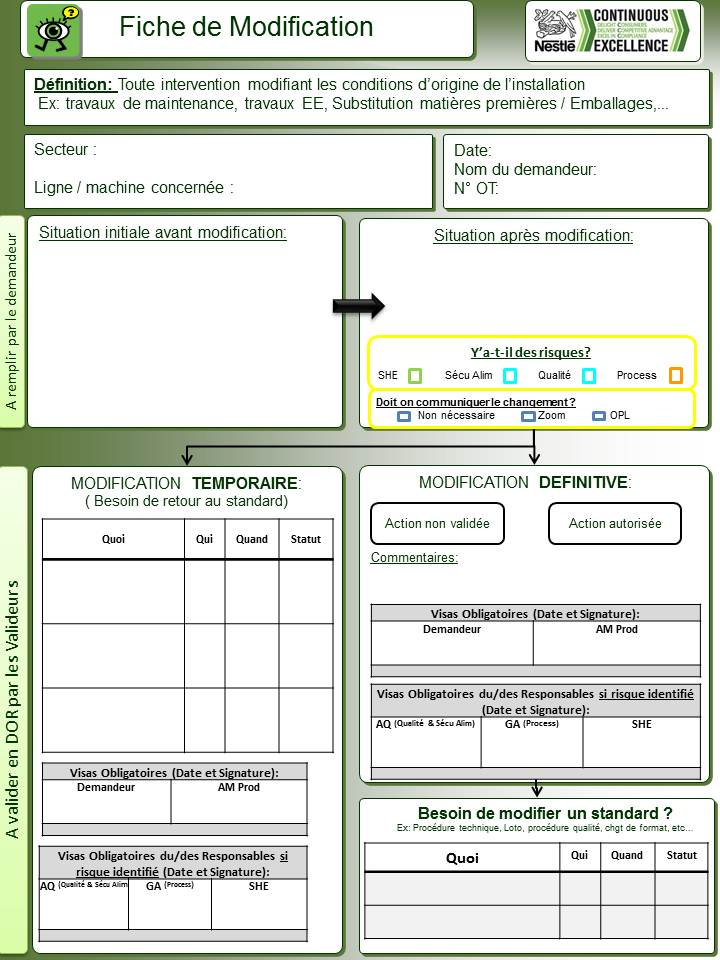 Fiche de Modification
?
Nestlé
CONTINUOUS
DELIGHT CONSUMERS
DELIVER COMPETITIVE ADVANTAGE
EXCEL IN COMPLIANCE
EXCELLENCE
Définition: Toute intervention modifiant les conditions d'origine de l'installation
Ex: travaux de maintenance, travaux EE, Substitution matières premières / Emballages,...
Secteur :
Ligne / machine concernée :
Date:
Nom du demandeur:
N° OT:
A remplir par le demandeur
Situation initiale avant modification:
Situation après modification:
Y'a-t-il des risques?
SHE Sécu Alim Qualité Process
Doit on communiquer le changement ?
Non nécessaire Zoom OPL
A valider en DOR par les Valideurs
MODIFICATION TEMPORAIRE:
( Besoin de retour au standard)
Quoi Qui Quand Statut
Visas Obligatoires (Date et Signature):
Demandeur AM Prod
Visas Obligatoires du/des Responsables si
risque identifié (Date et Signature):
AQ (Qualité & Sécu Alim GA (Process) SHE
MODIFICATION DEFINITIVE:
Action non validée Action autorisée
Commentaires:
Visas Obligatoires (Date et Signature):
Demandeur AM Prod
Visas Obligatoires du/des Responsables si risque identifié
(Date et Signature):
AQ (Qualité & Sécu Alim) GA (Process) SHE
Besoin de modifier un standard ?
Ex: Procédure technique, Loto, procédure qualité, chgt de format, etc...
Quoi Qui Quand Statut